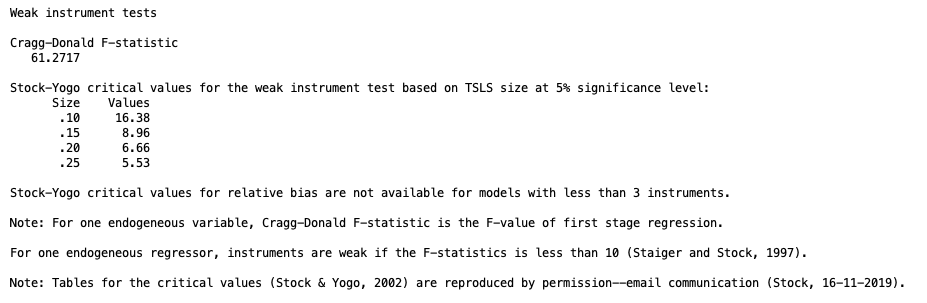 Weak instrument tests
Cragg-Donald F-statistic
61.2717
Stock-Yogo critical values for the weak instrument test based on TSLS size at 5% significance level:
Size Values
.10 16.38
.15 8.96
.20 6.66
.25 5.53
Stock-Yogo critical values for relative bias are not available for models with less than 3 instruments.
Note: For one endogeneous variable, Cragg-Donald F-statistic is the F-value of first stage regression.
For one endogeneous regressor, instruments are weak if the F-statistics is less than 10 (Staiger and Stock, 1997).
Note: Tables for the critical values (Stock & Yogo, 2002) are reproduced by permission--email communication (Stock, 16-11-2019).